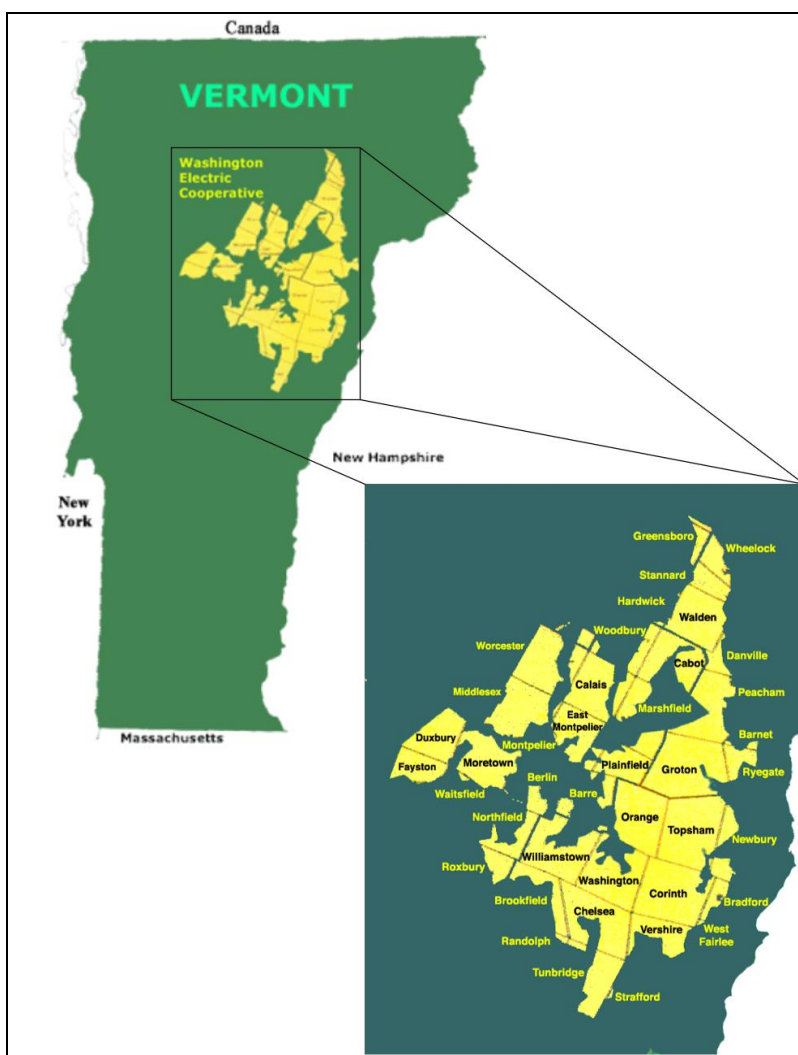 Canada
VERMONT
Washington
Electric
Cooperative
New Hampshire
New
York
Massachusetts
Greensboro
Wheelock
Stannard
Hardwick
Walden
Woodbury
Worcester
Danville
Cabot
Calais
Middlesex
Peacham
Marshfield
East
Montpelier
Duxbury
Barnet
Montpelier
Moretown
Plainfield
Groton
Fayston
Ryegate
Berlin
Waitsfield
Barre
Northfield
Orange
Topsham
Newbury
Williamstown
Roxbury
Washington
Corinth
Brookfield
Bradford
Chelsea
West
Fairlee
Vershire
Randolph
Tunbridge
Strafford